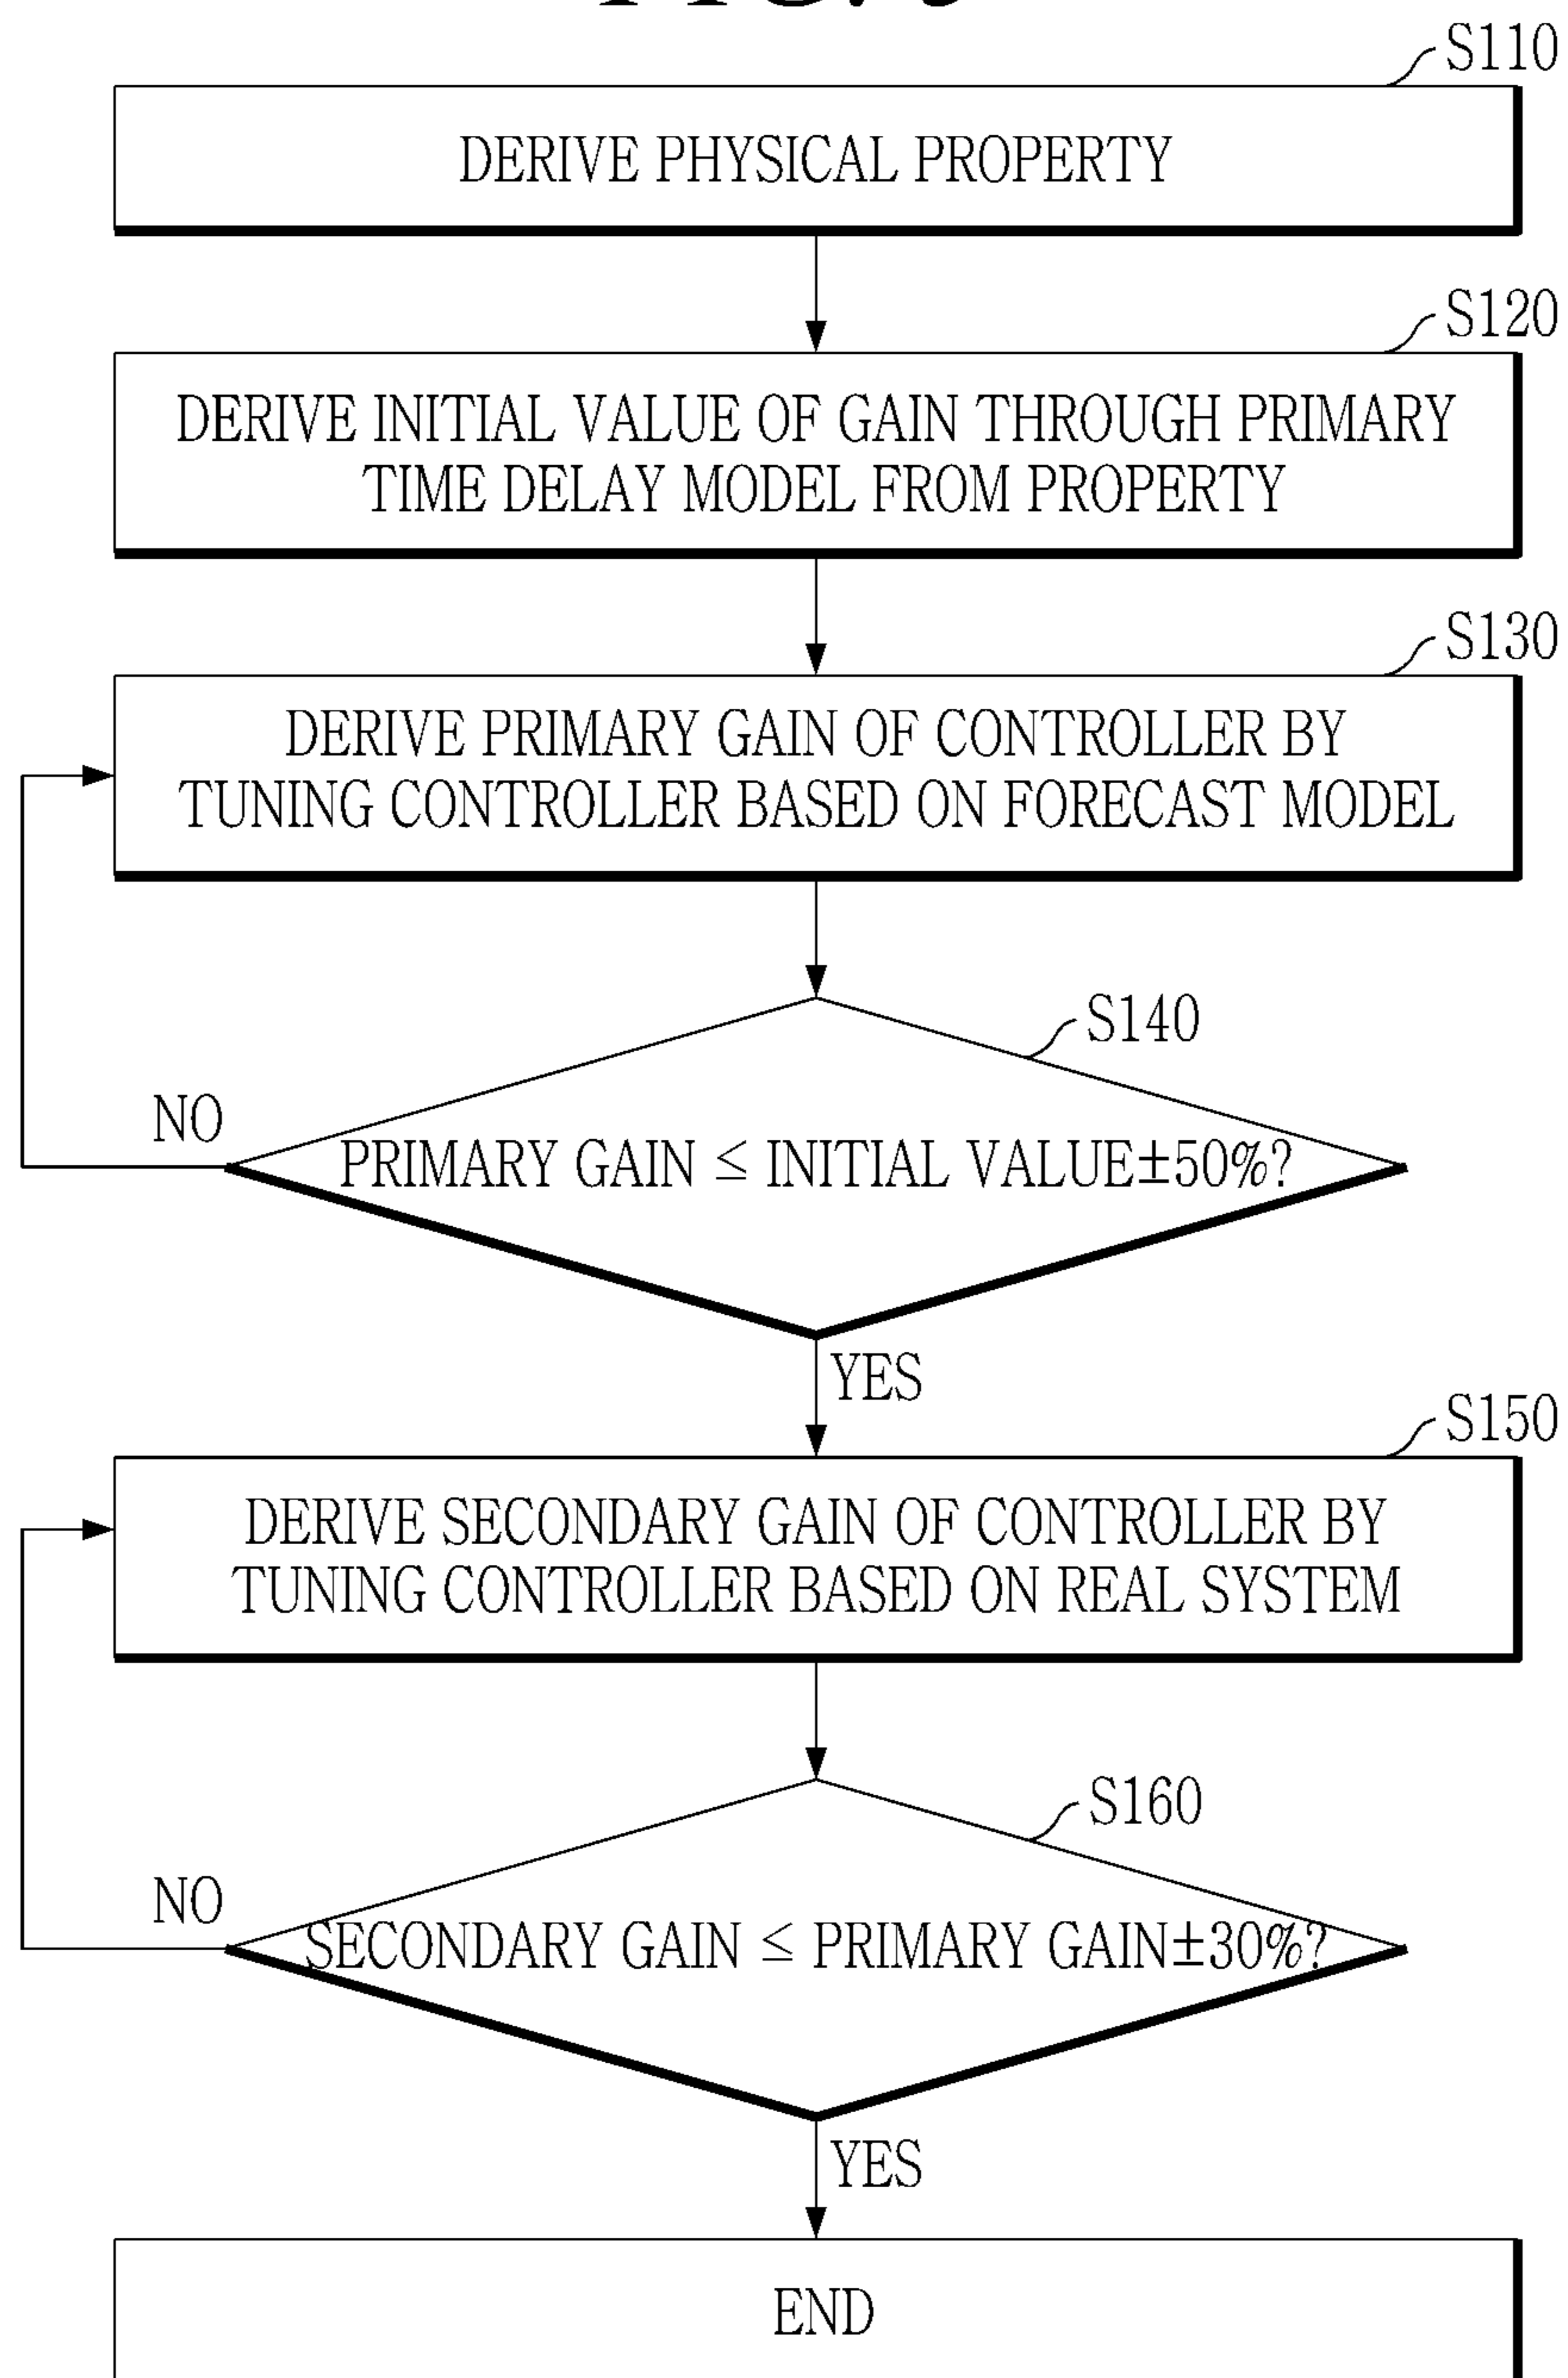 S110
DERIVE PHYSICAL PROPERTY
S120
DERIVE INITIAL VALUE OF GAIN THROUGH PRIMARY
TIME DELAY MODEL FROM PROPERTY
S130
DERIVE PRIMARY GAIN OF CONTROLLER BY
TUNING CONTROLLER BASED ON FORECAST MODEL
S140
NO
PRIMARY GAIN ≦ INITIAL VALUE±50%?
YES
S150
DERIVE SECONDARY GAIN OF CONTROLLER BY
TUNING CONTROLLER BASED ON REAL SYSTEM
S160
NO
SECONDARY GAIN ≦ PRIMARY GAIN±30%?
YES
END